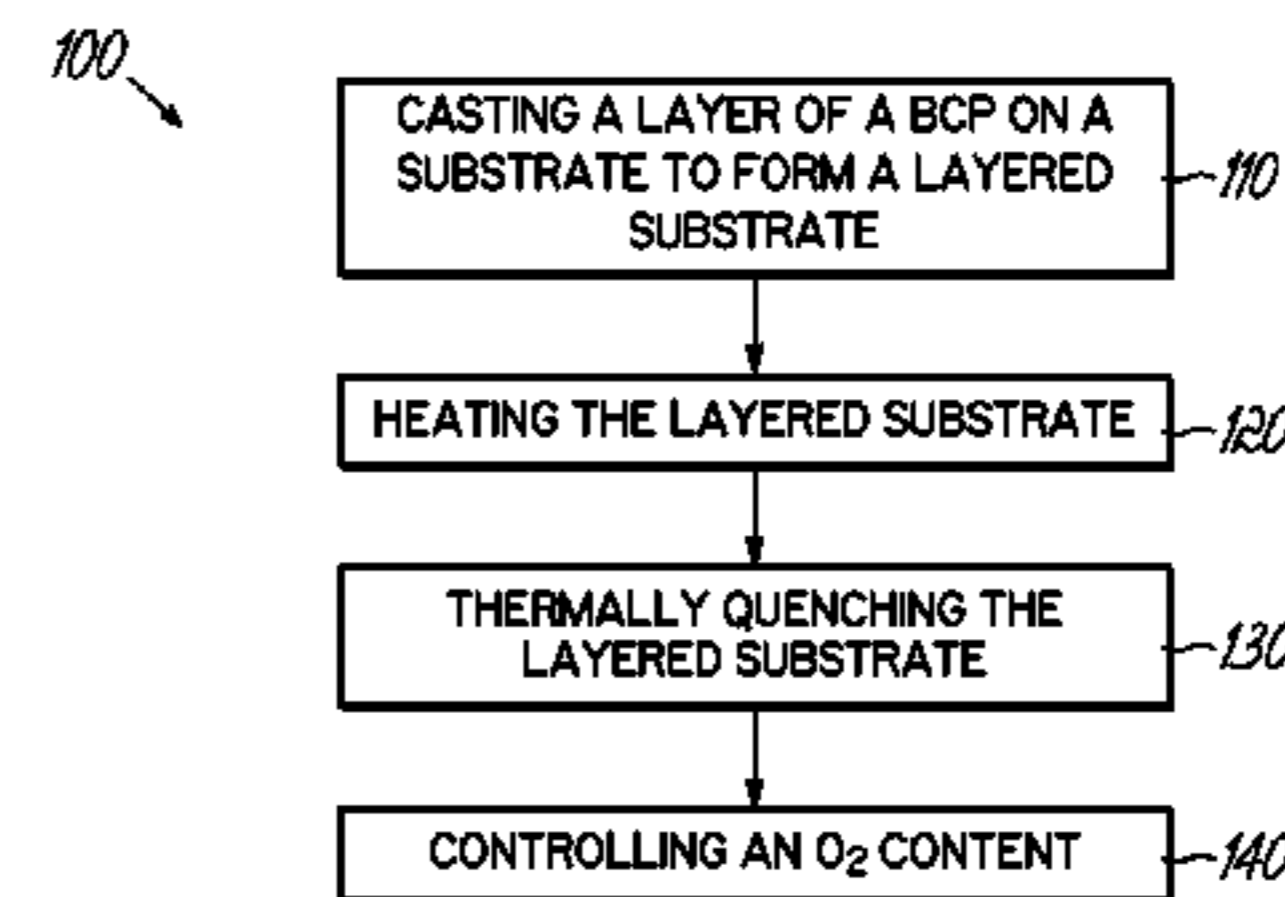 100
CASTING A LAYER OF A BCP ON A
SUBSTRATE TO FORM A LAYERED
SUBSTRATE
110
HEATING THE LAYERED SUBSTRATE
120
THERMALLY QUENCHING THE
LAYERED SUBSTRATE
130
CONTROLLING AN O₂ CONTENT
140